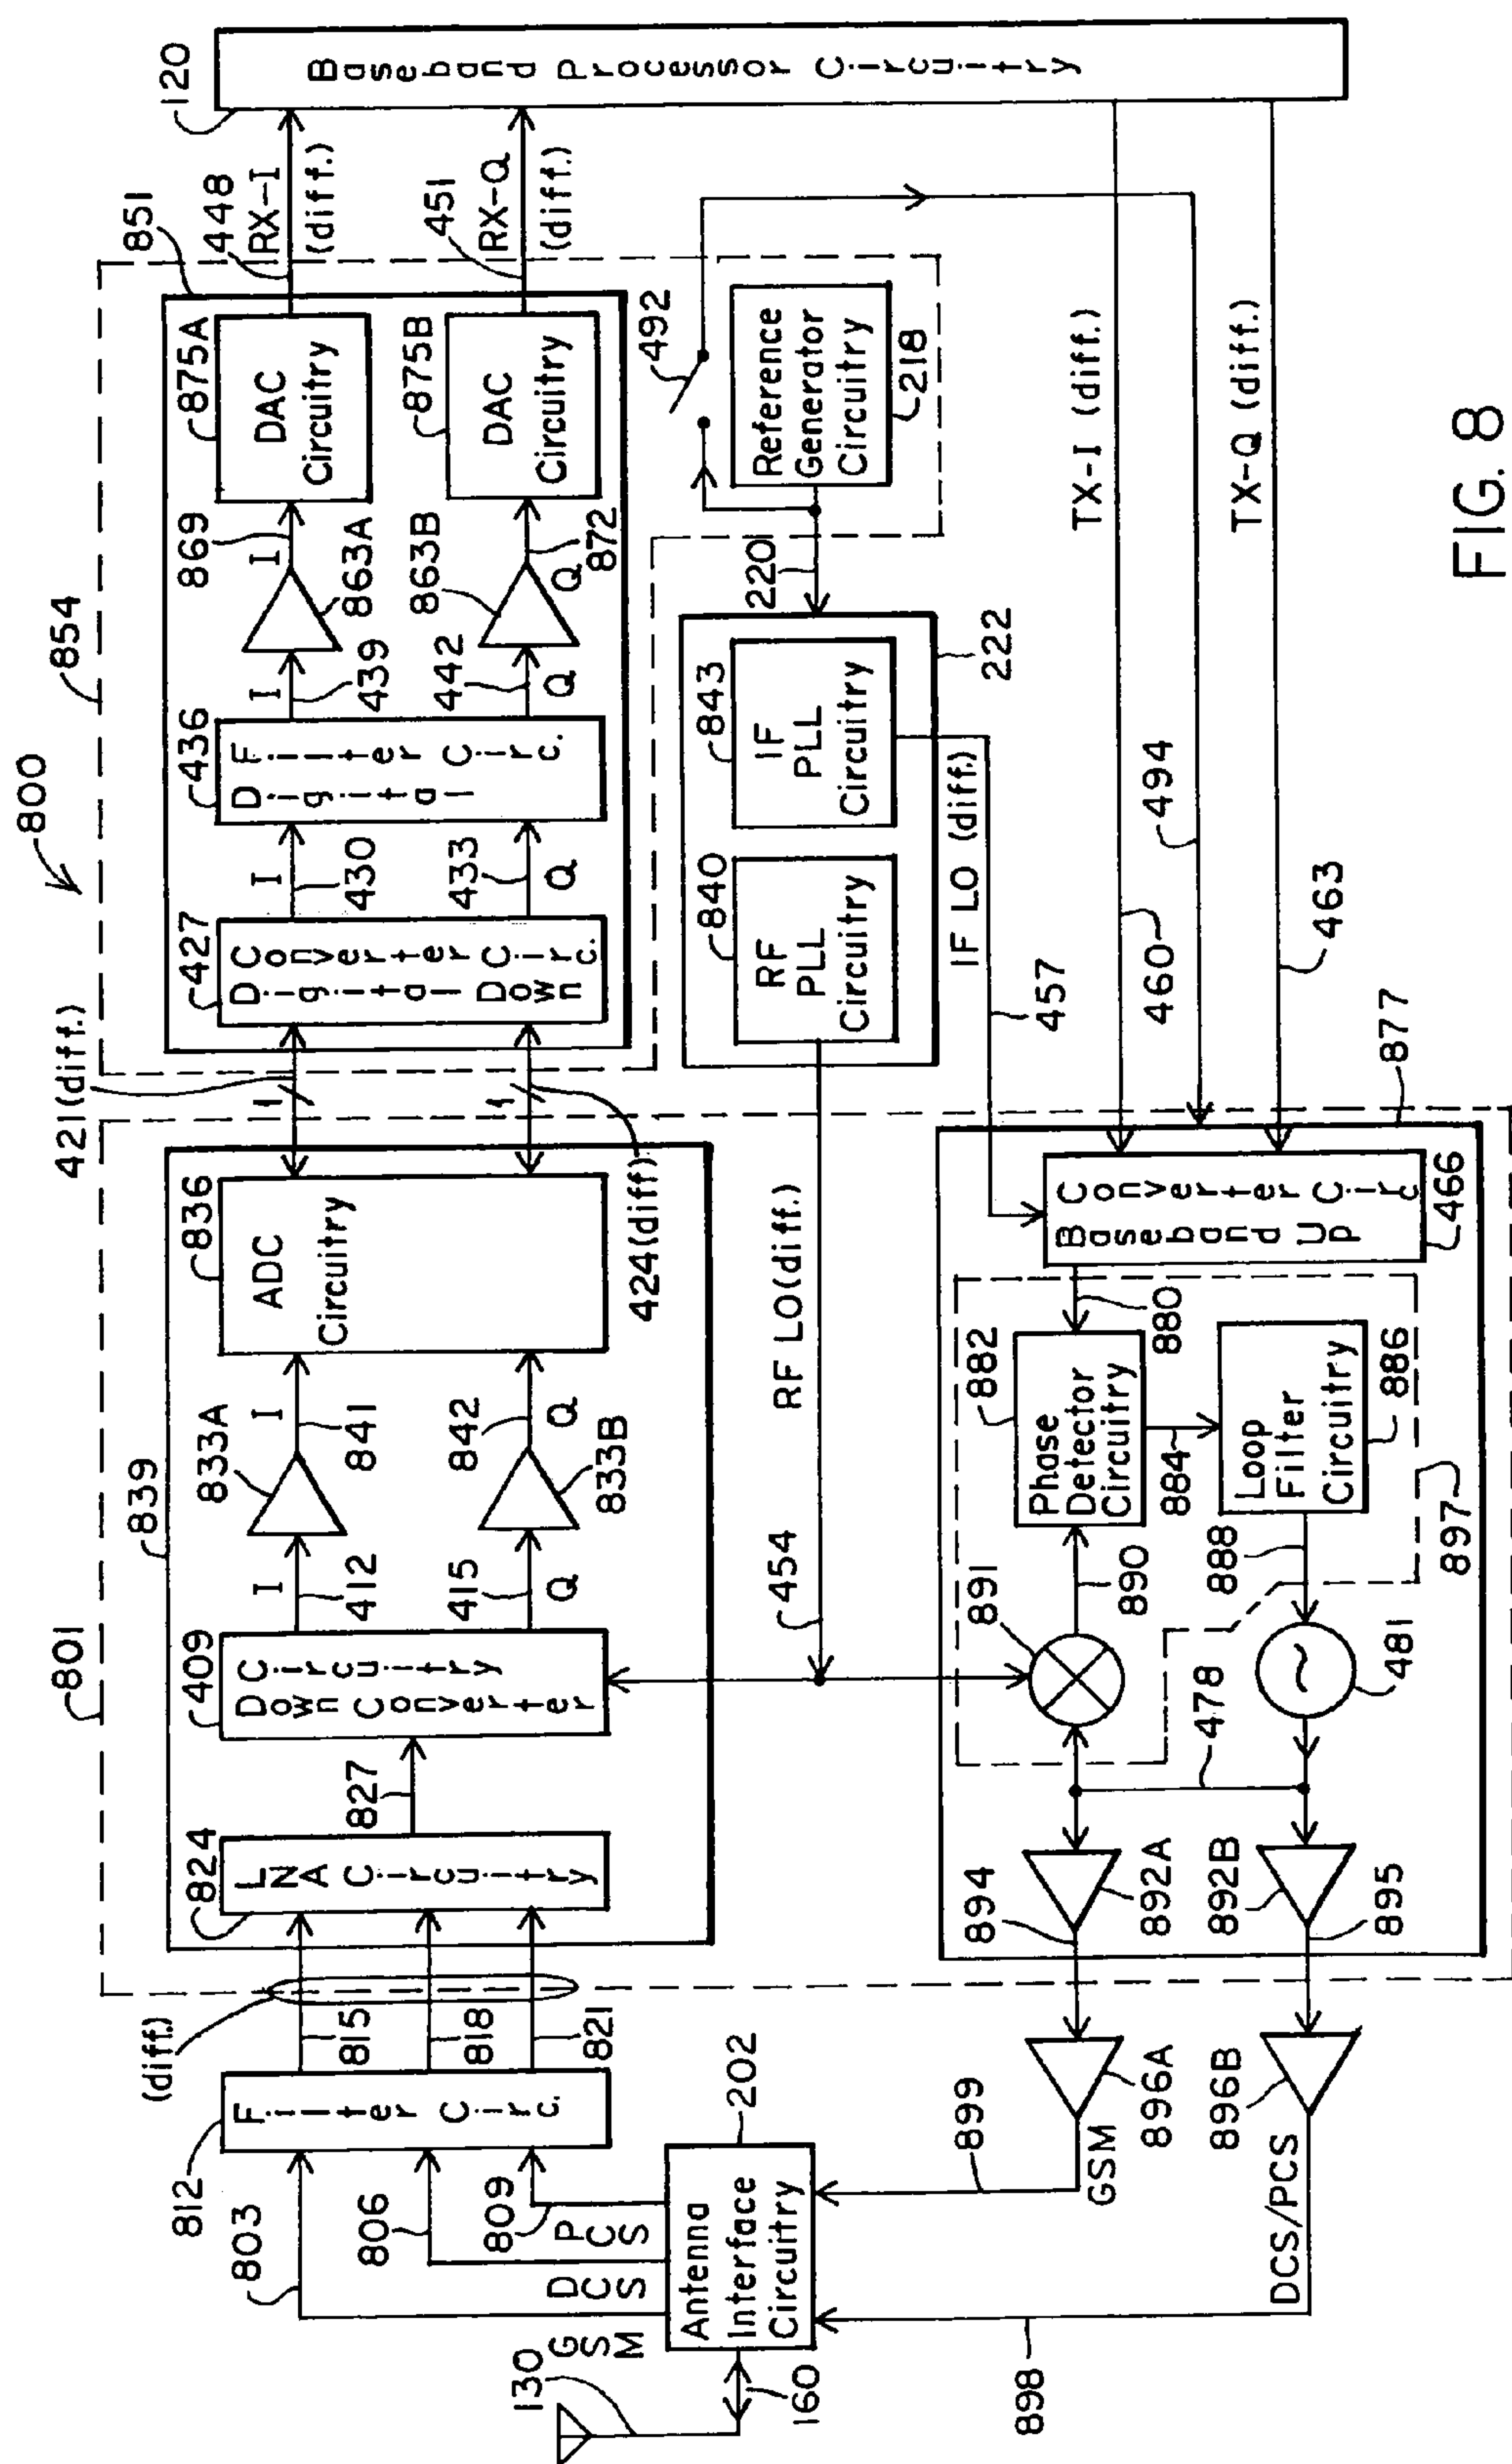 800
801
854
839
421(diff.)
851
448
RX-I
(diff.)
120
Baseband Processor Circuitry
803
812
Filter Circ.
(diff.)
815
818
821
824
LNA Circuitry
827
409
Down Converter
Circuitry
I
412
415
Q
833A
I
841
842
Q
833B
836
ADC
Circuitry
1
1
424(diff)
427
Digital Down
Converter Circ.
I
430
433
Q
436
Digital
Filter Circ.
I
439
442
Q
869
I
863A
863B
Q
872
875A
DAC
Circuitry
875B
DAC
Circuitry
451
RX-Q
(diff.)
806
809
GSM
DCS
PCS
130
160
202
Antenna
Interface
Circuitry
RF LO(diff.)
454
840
RF
PLL
Circuitry
843
IF
PLL
Circuitry
222
220
492
Reference
Generator
Circuitry
218
IF LO (diff.)
457
TX-I (diff.)
460
494
TX-Q (diff.)
463
877
Baseband Up
Converter Circ
466
880
882
Phase
Detector
Circuitry
884
Loop
Filter
Circuitry
886
888
890
891
897
481
478
892A
894
892B
895
896A
GSM
899
896B
DCS/PCS
898
FIG. 8